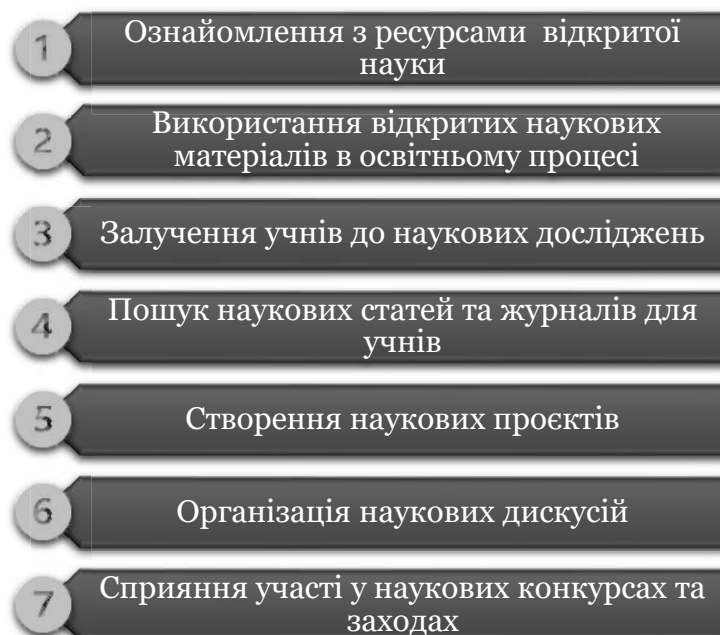 1
Ознайомлення з ресурсами відкритої
науки
2
Використання відкритих наукових
матеріалів в освітньому процесі
3
Залучення учнів до наукових досліджень
4
Пошук наукових статей та журналів для
учнів
5
Створення наукових проєктів
6
Організація наукових дискусій
7
Сприяння участі у наукових конкурсах та
заходах